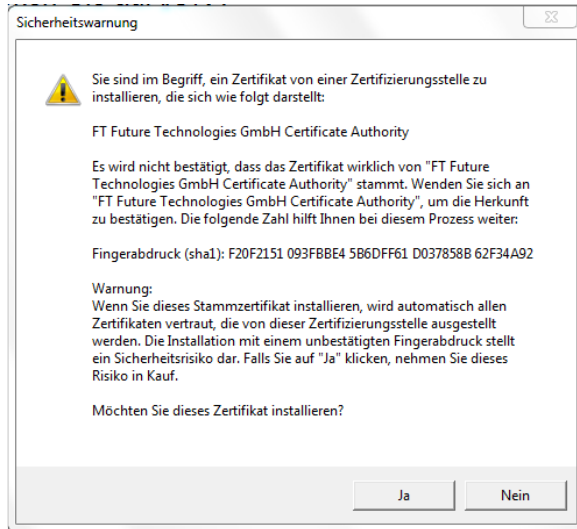 Sicherheitswarnung
Sie sind im Begriff, ein Zertifikat von einer Zertifizierungsstelle zu
installieren, die sich wie folgt darstellt:
FT Future Technologies GmbH Certificate Authority
Es wird nicht bestätigt, dass das Zertifikat wirklich von "FT Future
Technologies GmbH Certificate Authority" stammt. Wenden Sie sich an
"FT Future Technologies GmbH Certificate Authority", um die Herkunft
zu bestätigen. Die folgende Zahl hilft Ihnen bei diesem Prozess weiter:
Fingerabdruck (sha1): F20F2151 093FBBE4 5B6DFF61 D037858B 62F34A92
Warnung:
Wenn Sie dieses Stammzertifikat installieren, wird automatisch allen
Zertifikaten vertraut, die von dieser Zertifizierungsstelle ausgestellt
werden. Die Installation mit einem unbestätigten Fingerabdruck stellt
ein Sicherheitsrisiko dar. Falls Sie auf "Ja" klicken, nehmen Sie dieses
Risiko in Kauf.
Möchten Sie dieses Zertifikat installieren?
Ja
Nein